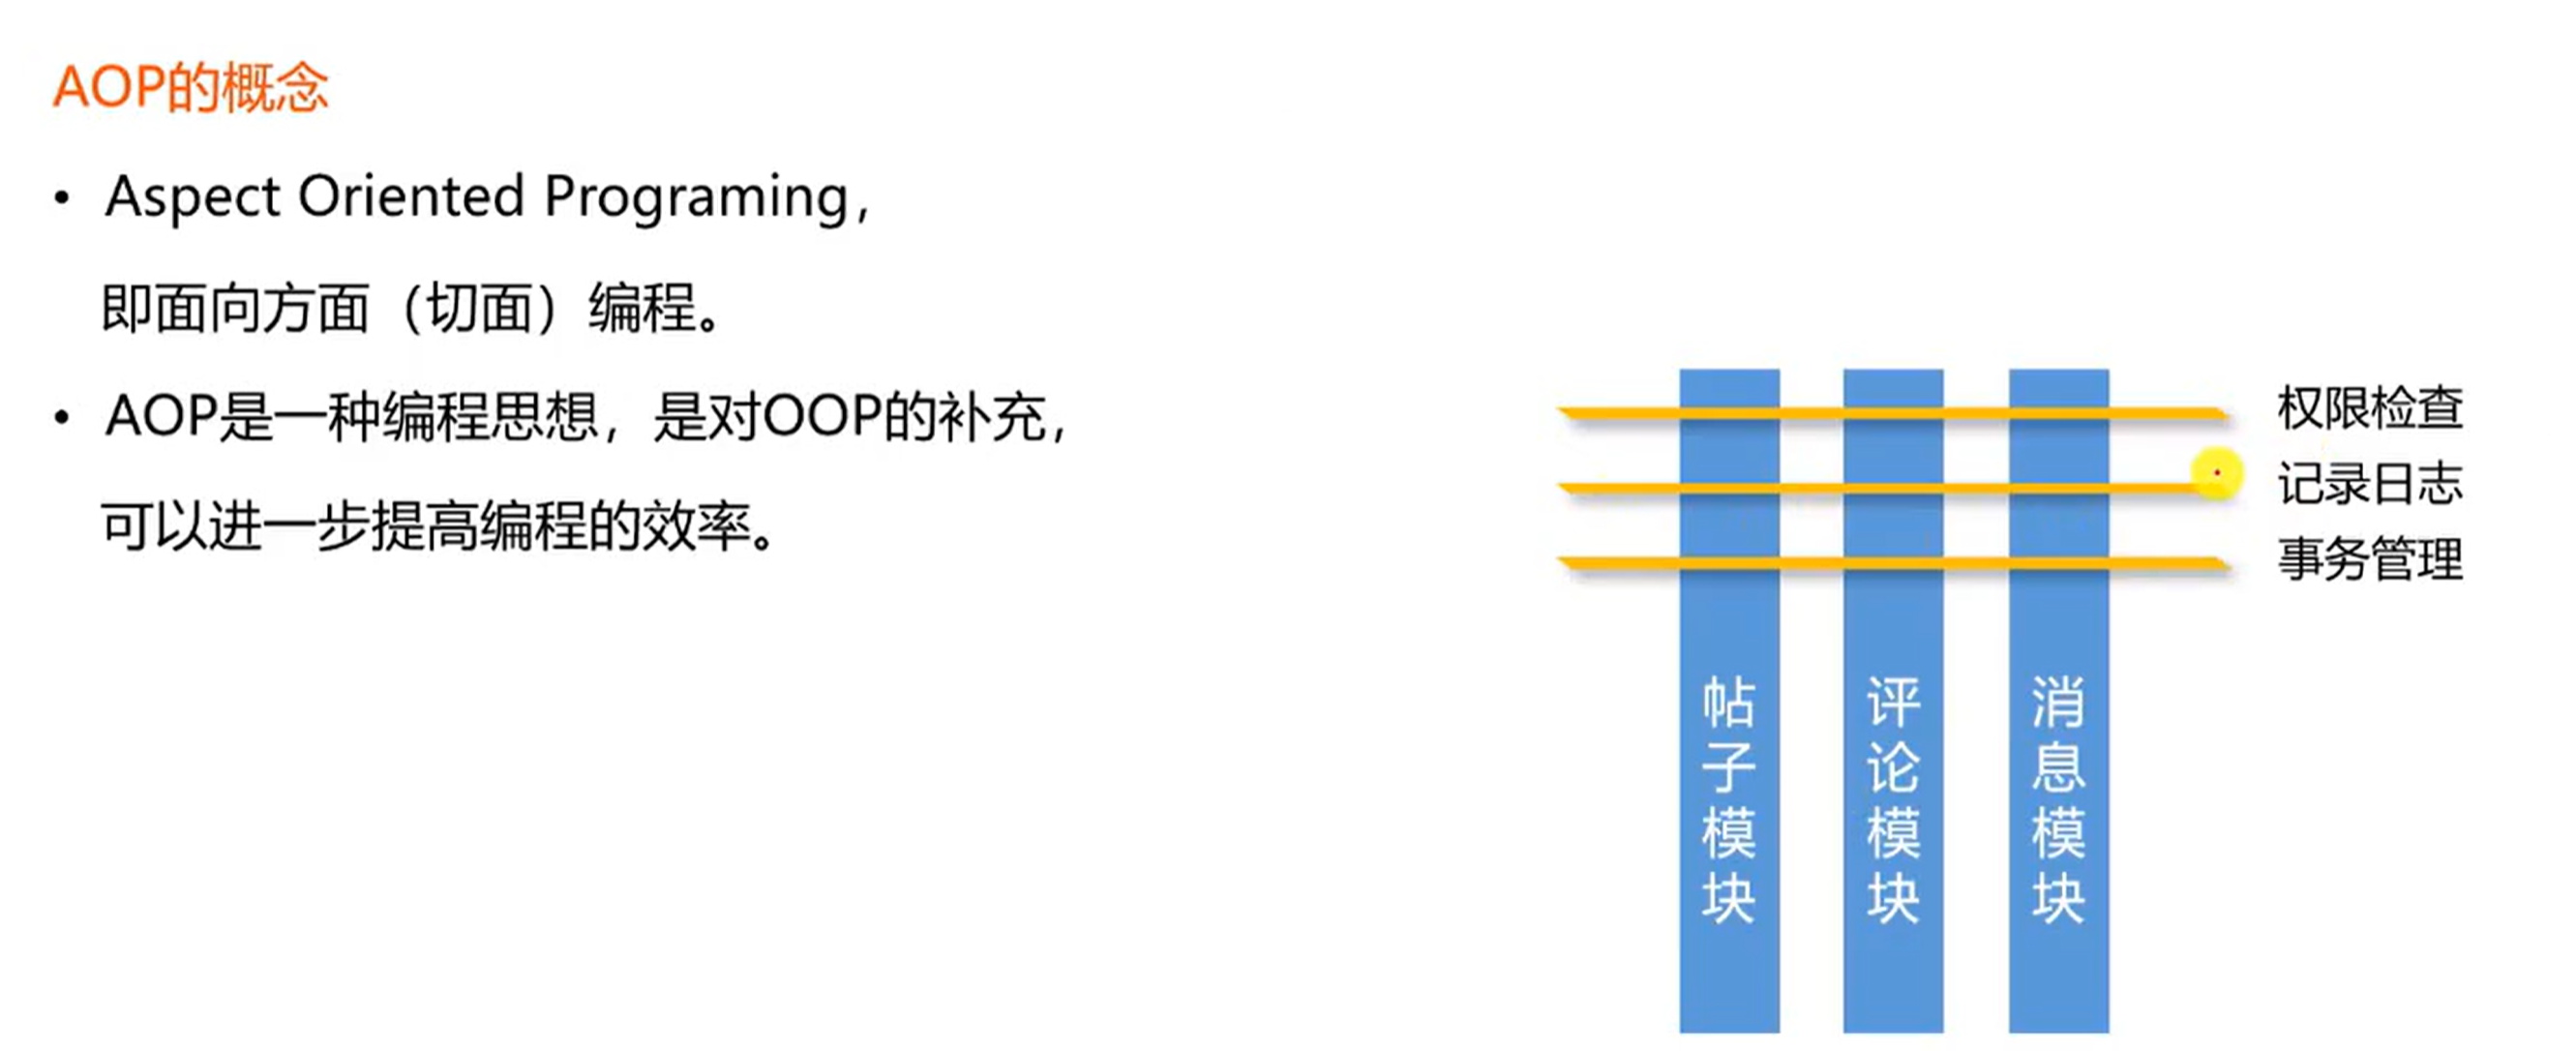 AOP的概念
• Aspect Oriented Programing，
即面向方面（切面）编程。
• AOP是一种编程思想，是对OOP的补充，
可以进一步提高编程的效率。
权限检查
记录日志
事务管理
帖子模块
评论模块
消息模块